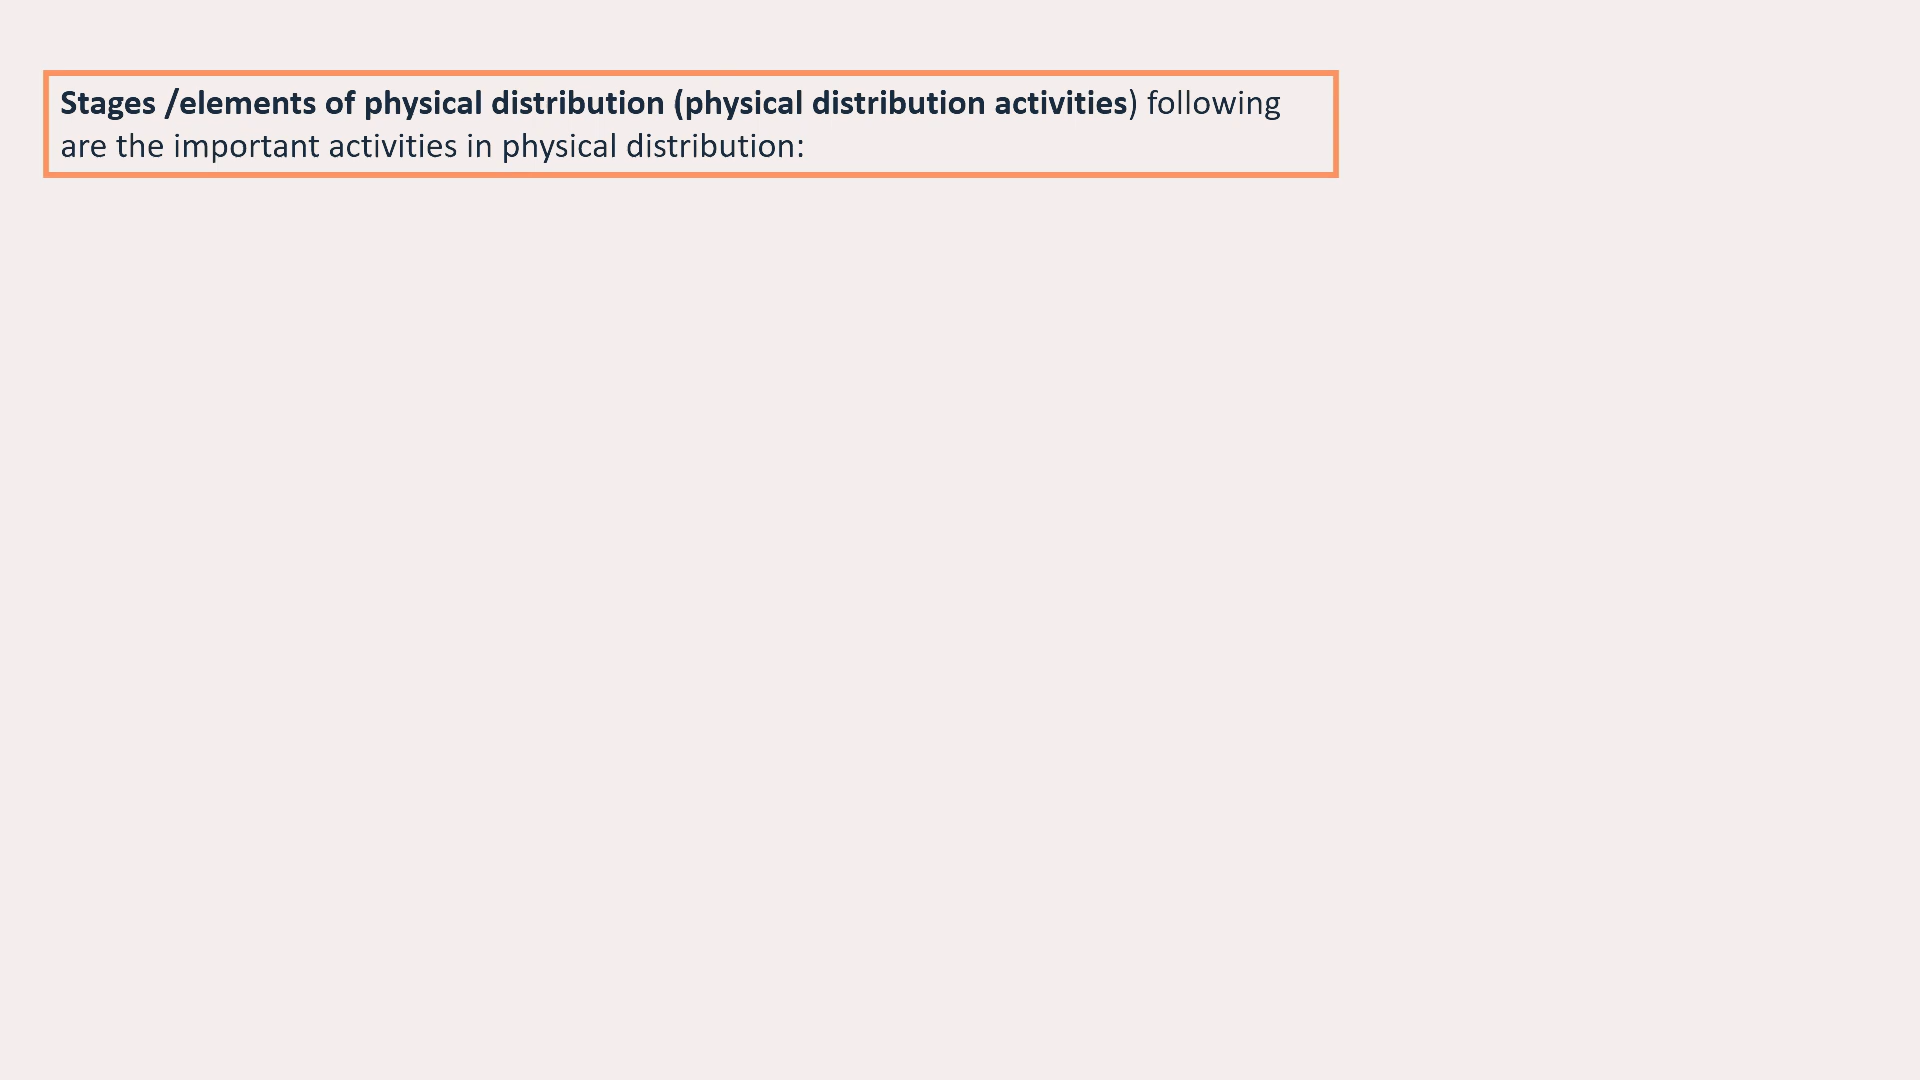 Stages /elements of physical distribution (physical distribution activities) following
are the important activities in physical distribution: